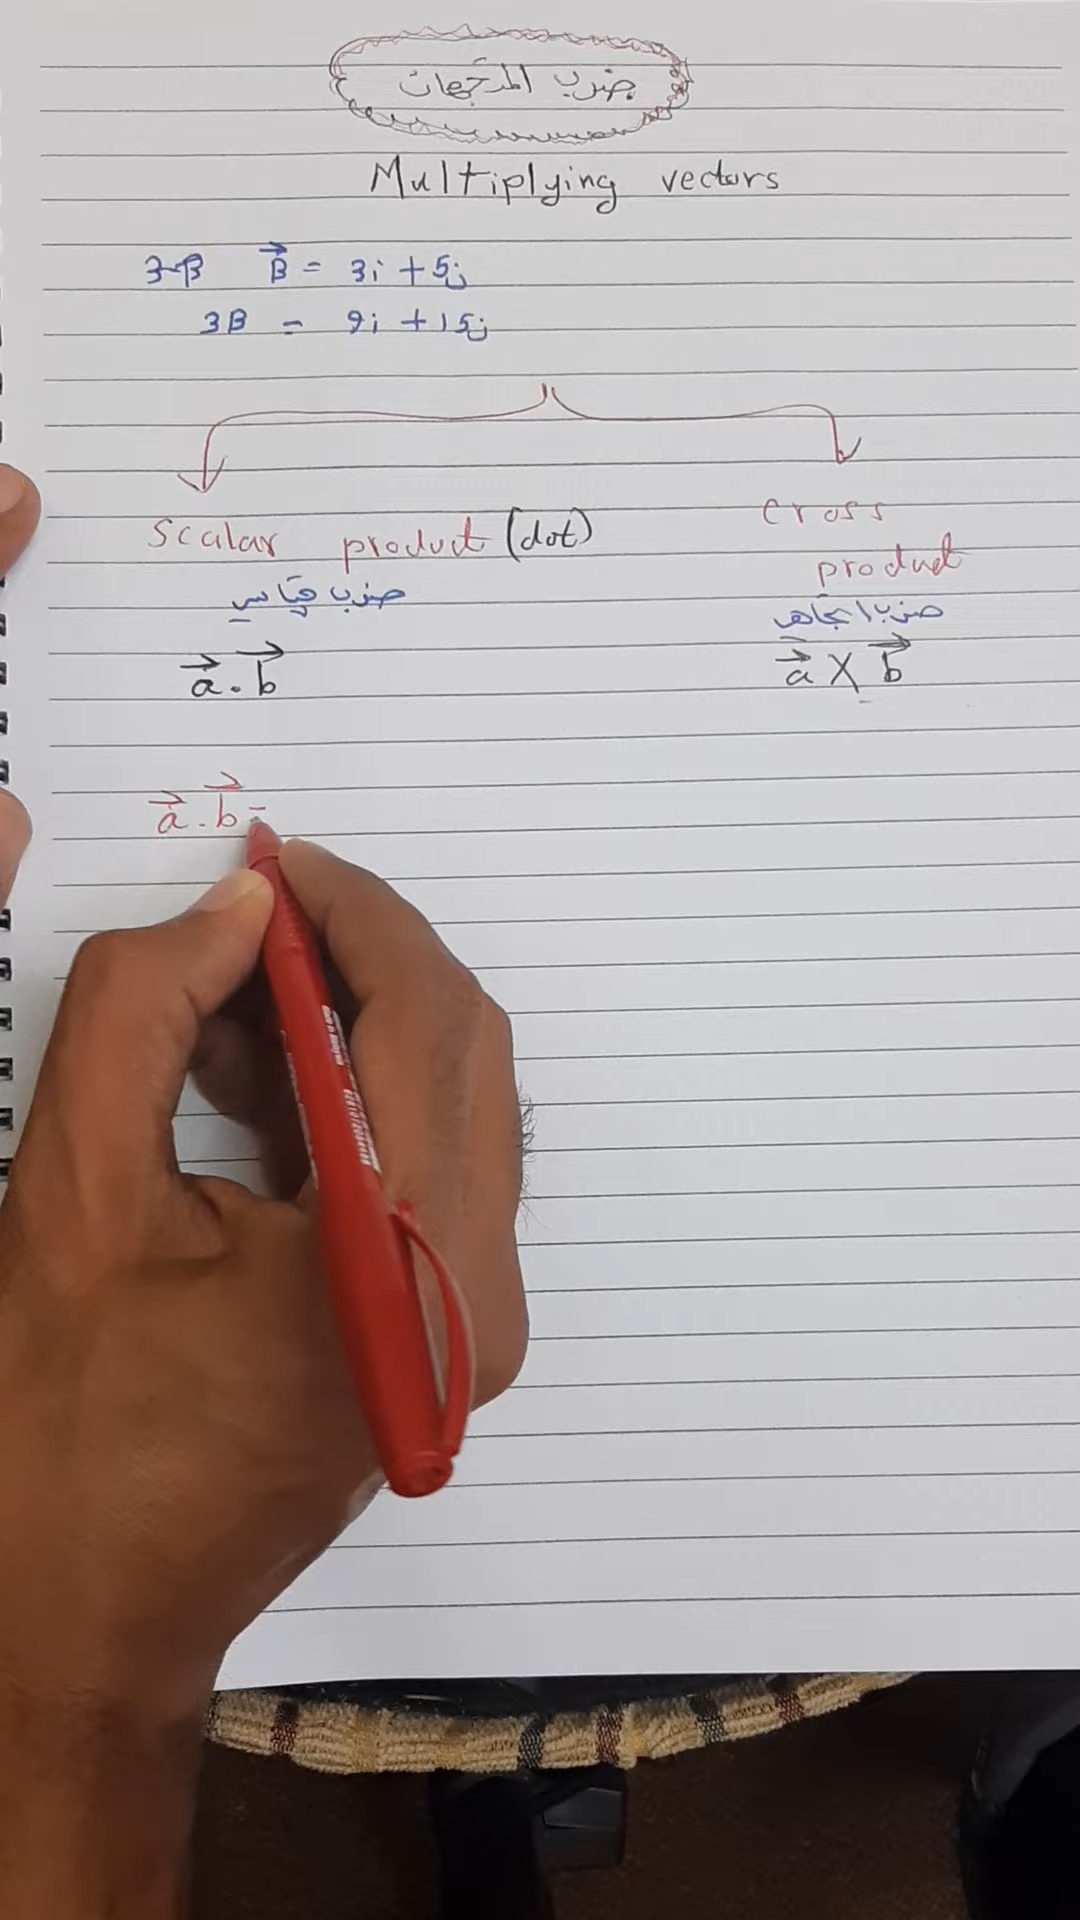 ضرب المتجهات
Multiplying vectors
3B B⃗ = 3i + 5j
3B = 9i + 15j
Scalar product (dot)
ضرب قياسي
a⃗ . b⃗
cross
product
ضرب اتجاهي
a⃗ X b⃗
a⃗ . b⃗ =